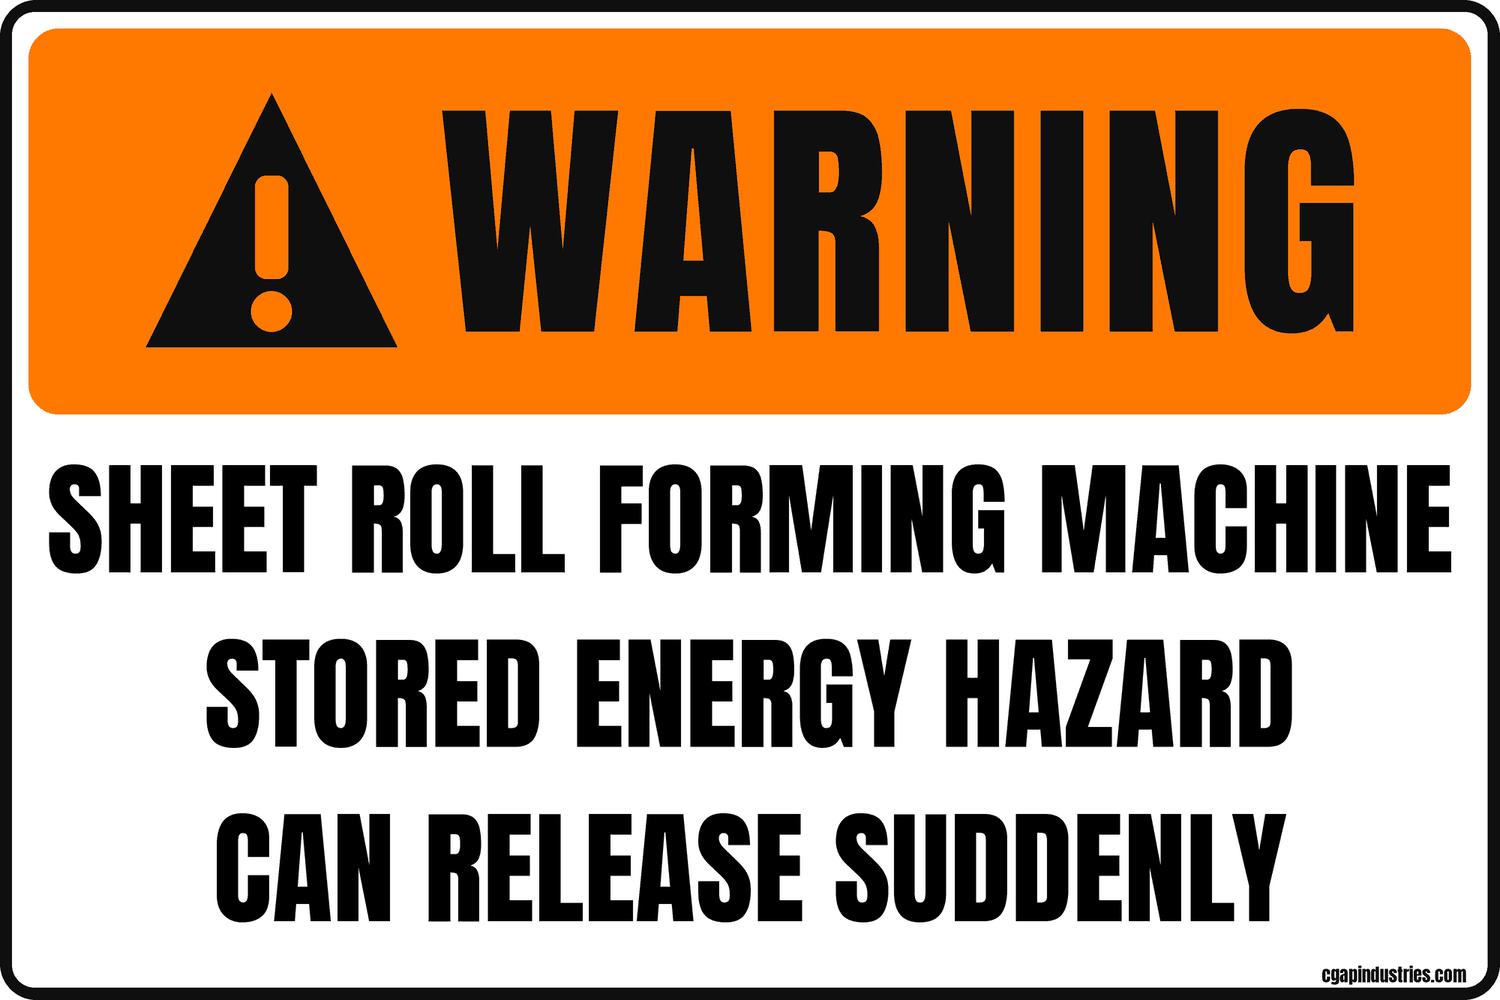 WARNING
SHEET ROLL FORMING MACHINE
STORED ENERGY HAZARD
CAN RELEASE SUDDENLY
cgapindustries.com